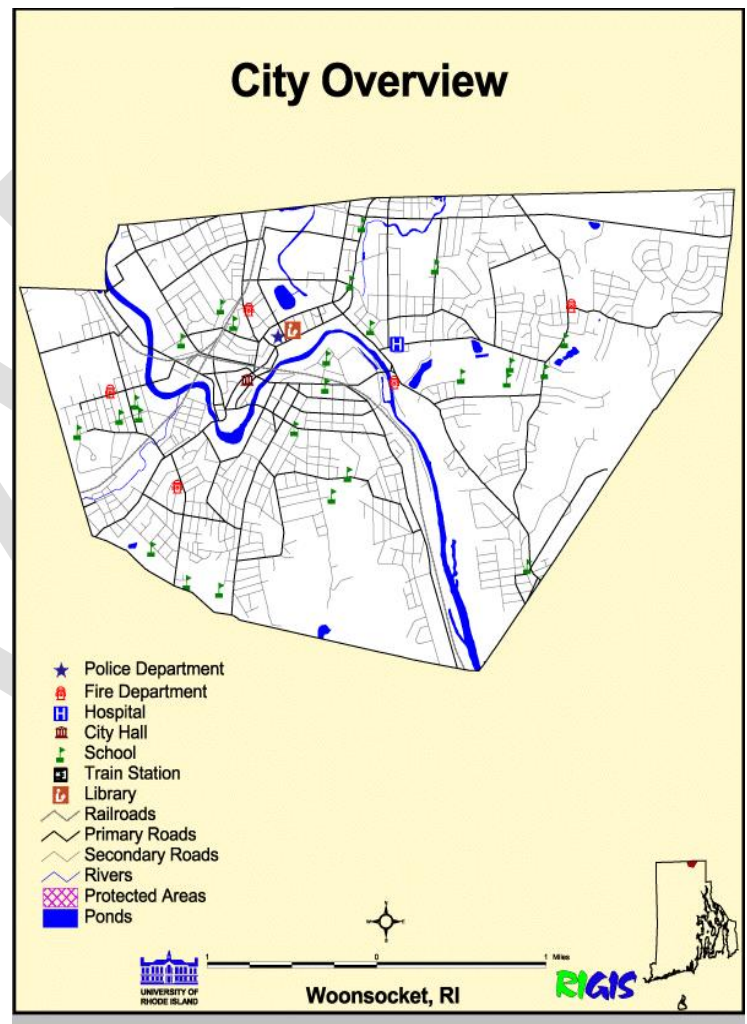 City Overview
H
Police Department
Fire Department
H Hospital
City Hall
School
Train Station
Library
Railroads
Primary Roads
Secondary Roads
Rivers
Protected Areas
Ponds
N
W E
S
1 0 1 Miles
UNIVERSITY OF
RHODE ISLAND
Woonsocket, RI
RIGIS